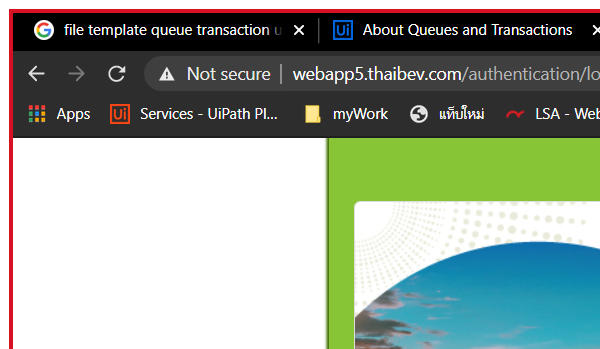 file template queue transaction u
About Queues and Transactions
Not secure | webapp5.thaibev.com/authentication/lo
Apps Services - UiPath Pl... myWork แท็บใหม่ LSA - Web